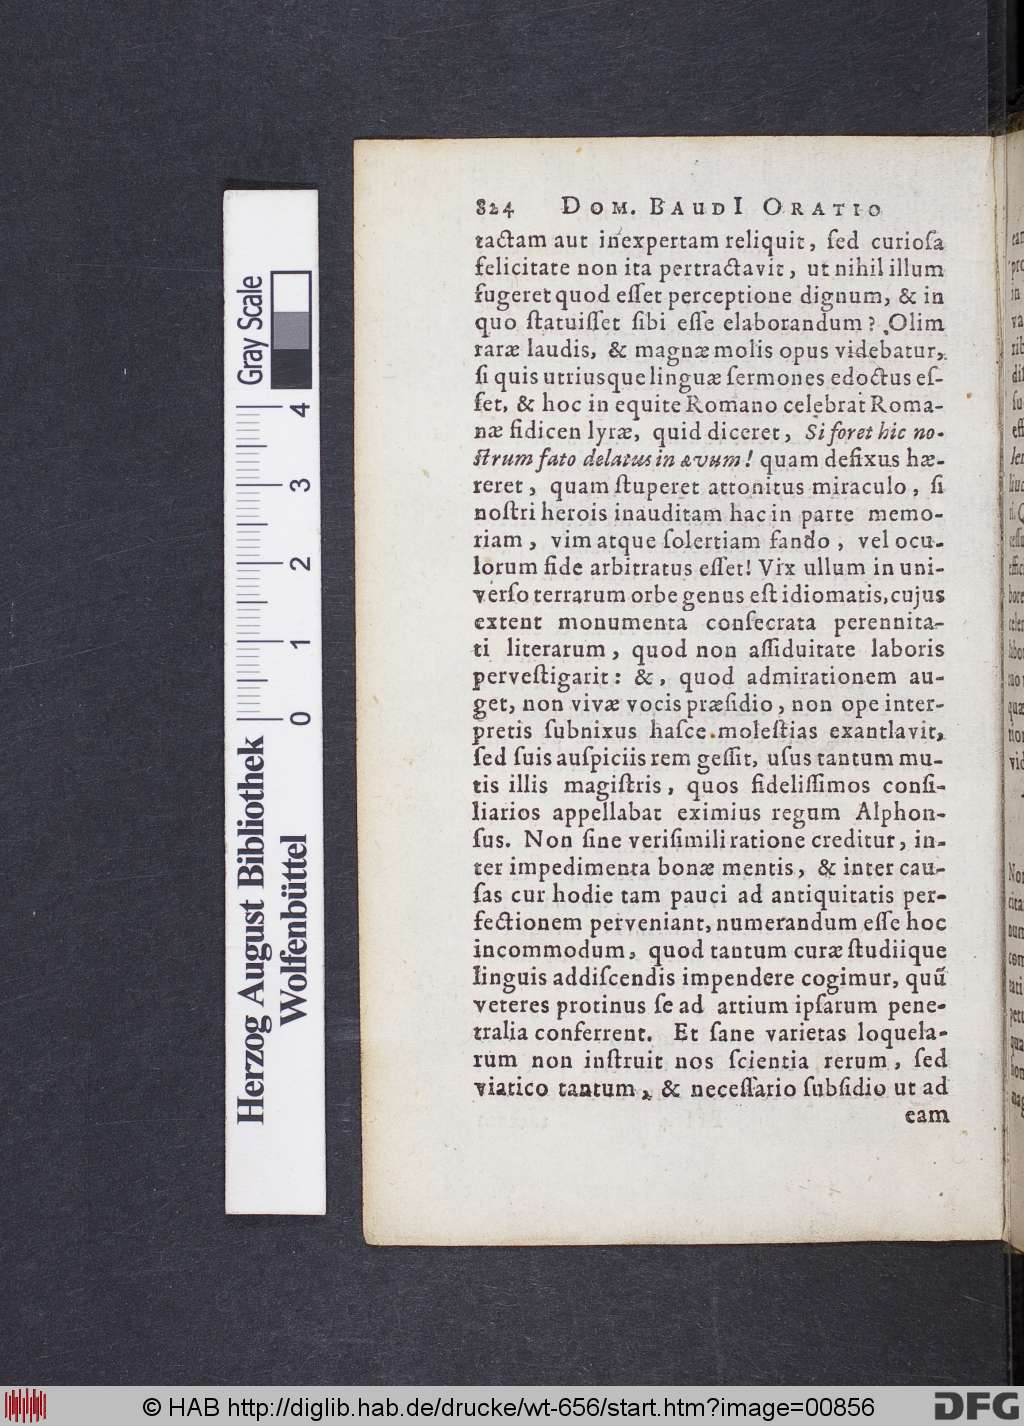 824 DOM. BAUDI ORATIO
tactam aut inexpertam reliquit, ſed curioſa
felicitate non ita pertractavit, ut nihil illum
fugeret quod eſſet perceptione dignum, & in
quo ſtatuiſſet ſibi eſſe elaborandum? Olim
raræ laudis, & magnæ molis opus videbatur,
ſi quis utriusque linguæ ſermones edoctus eſ-
ſet, & hoc in equite Romano celebrat Roma-
næ fidicen lyræ, quid diceret, Si foret hic no-
ſtrum fato delatus in ævum! quam defixus hæ-
reret, quam ſtuperet attonitus miraculo, ſi
noſtri herois inauditam hac in parte memo-
riam, vim atque ſolertiam fando, vel ocu-
lorum fide arbitratus eſſet! Vix ullum in uni-
verſo terrarum orbe genus eſt idiomatis, cujus
extent monumenta conſecrata perennita-
ti literarum, quod non aſſiduitate laboris
perveſtigarit: &, quod admirationem au-
get, non vivæ vocis præſidio, non ope inter-
pretis ſubnixus haſce moleſtias exantlavit,
ſed ſuis auſpiciis rem geſſit, uſus tantum mu-
tis illis magiſtris, quos fideliſſimos conſi-
liarios appellabat eximius regum Alphon-
ſus. Non ſine veriſimili ratione creditur, in-
ter impedimenta bonæ mentis, & inter cau-
ſas cur hodie tam pauci ad antiquitatis per-
fectionem perveniant, numerandum eſſe hoc
incommodum, quod tantum curæ ſtudiique
linguis addiſcendis impendere cogimur, quū
veteres protinus ſe ad artium ipſarum pene-
tralia conferrent. Et ſane varietas loquela-
rum non inſtruit nos ſcientia rerum, ſed
viatico tantum, & neceſſario ſubſidio ut ad
eam
Herzog August Bibliothek
Wolfenbüttel
0 1 2 3 4
Gray Scale
© HAB http://diglib.hab.de/drucke/wt-656/start.htm?image=00856
DFG